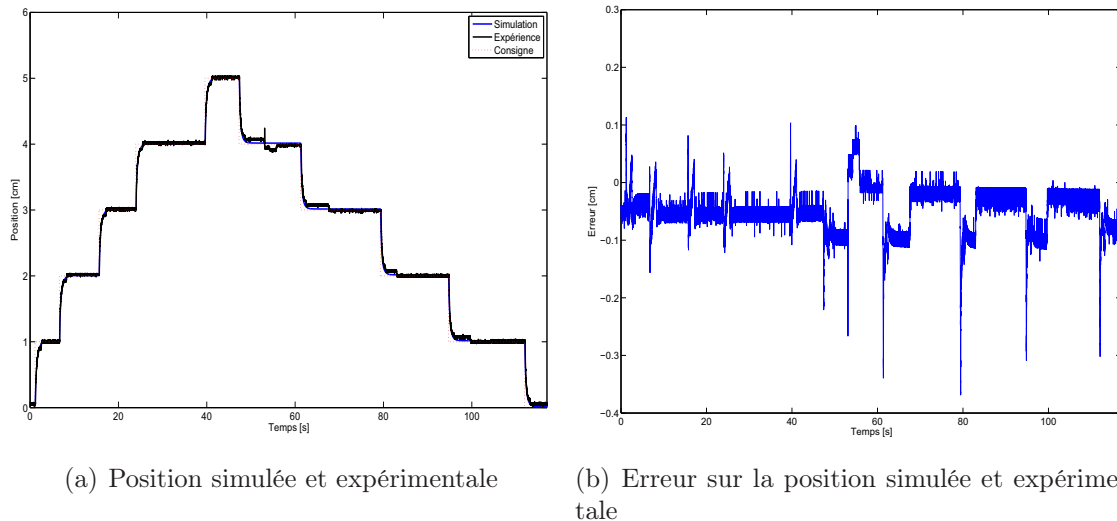 6
5
4
3
2
1
0
Position [cm]
0 20 40 60 80 100
Temps [s]
Simulation
Expérience
Consigne
0.3
0.2
0.1
0
−0.1
−0.2
−0.3
−0.4
Erreur [cm]
0 20 40 60 80 100
Temps [s]
(a) Position simulée et expérimentale
(b) Erreur sur la position simulée et expérime
tale